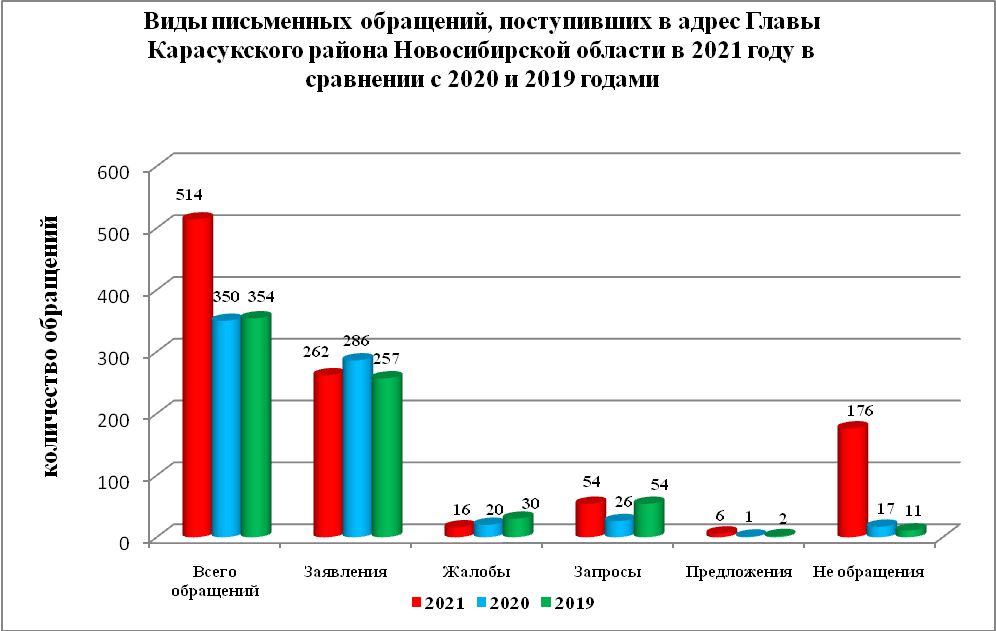 Виды письменных обращений, поступивших в адрес Главы
Карасукского района Новосибирской области в 2021 году в
сравнении с 2020 и 2019 годами
количество обращений
600
500
400
300
200
100
0
514
350
354
262
286
257
16
20
30
54
26
54
6
1
2
176
17
11
Всего
обращений
Заявления
Жалобы
Запросы
Предложения
Не обращения
2021
2020
2019